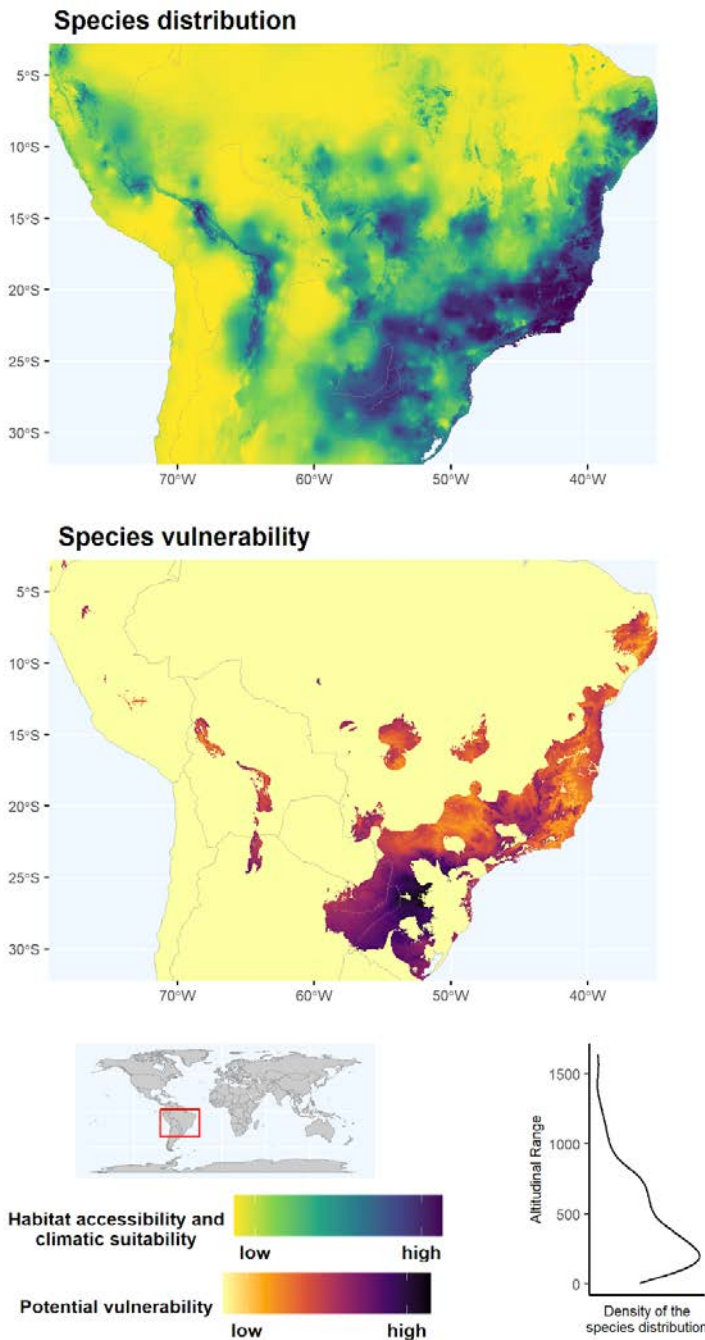 Species distribution
5°S
10°S
15°S
20°S
25°S
30°S
70°W
60°W
50°W
40°W
Species vulnerability
5°S
10°S
15°S
20°S
25°S
30°S
70°W
60°W
50°W
40°W
Habitat accessibility and
climatic suitability
low
high
Potential vulnerability
low
high
Altitudinal Range
1500
1000
500
0
Density of the
species distribution